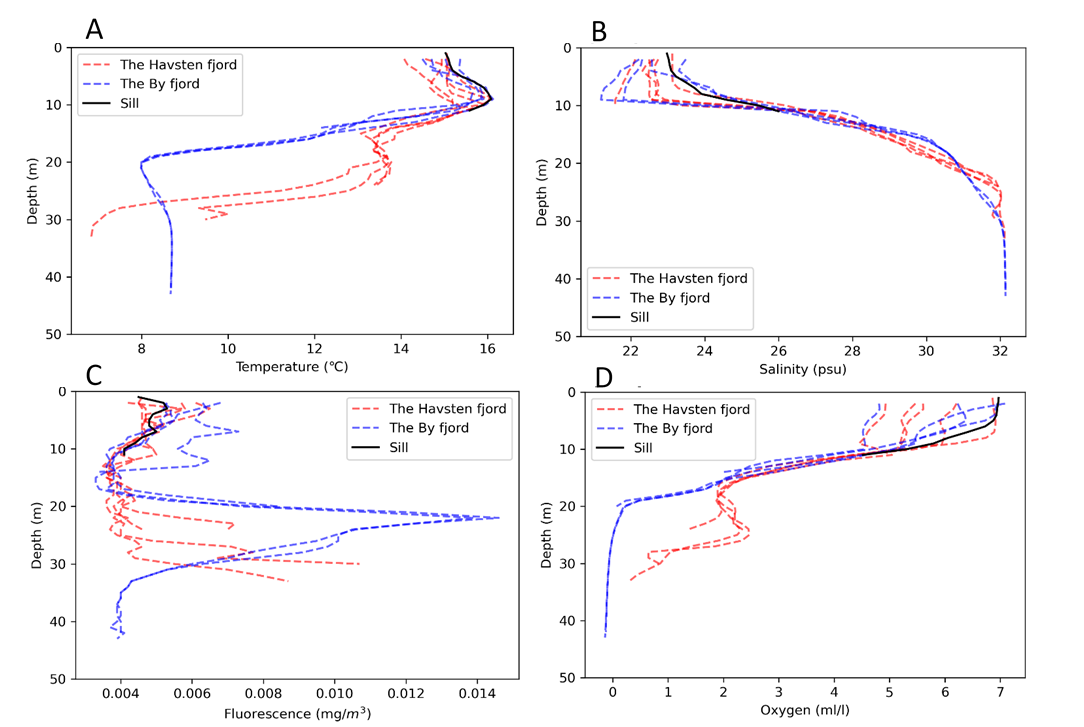 A
0
10
20
30
40
50
Depth (m)
The Havsten fjord
The By fjord
Sill
8
10
12
14
16
Temperature (℃)
B
0
10
20
30
40
50
Depth (m)
The Havsten fjord
The By fjord
Sill
22
24
26
28
30
32
Salinity (psu)
C
0
10
20
30
40
50
Depth (m)
The Havsten fjord
The By fjord
Sill
0.004
0.006
0.008
0.010
0.012
0.014
Fluorescence (mg/m³)
D
0
10
20
30
40
50
Depth (m)
The Havsten fjord
The By fjord
Sill
0
1
2
3
4
5
6
7
Oxygen (ml/l)